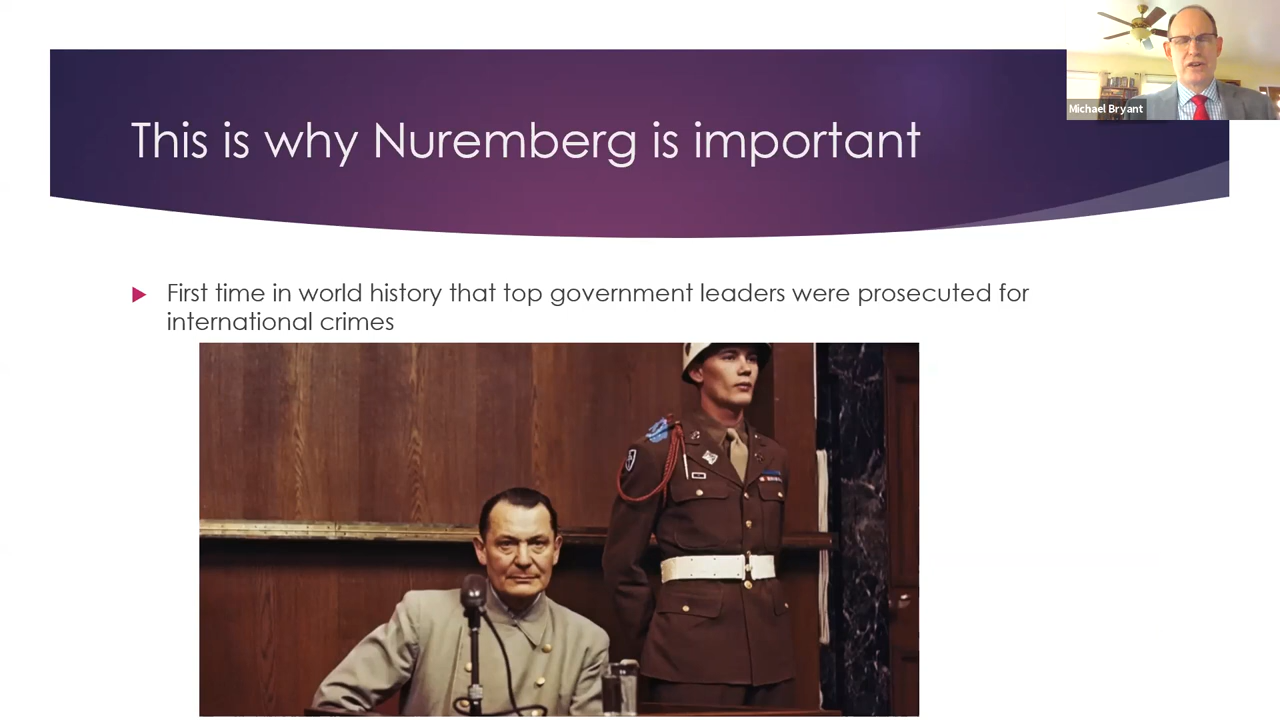 Michael Bryant
This is why Nuremberg is important
First time in world history that top government leaders were prosecuted for
international crimes